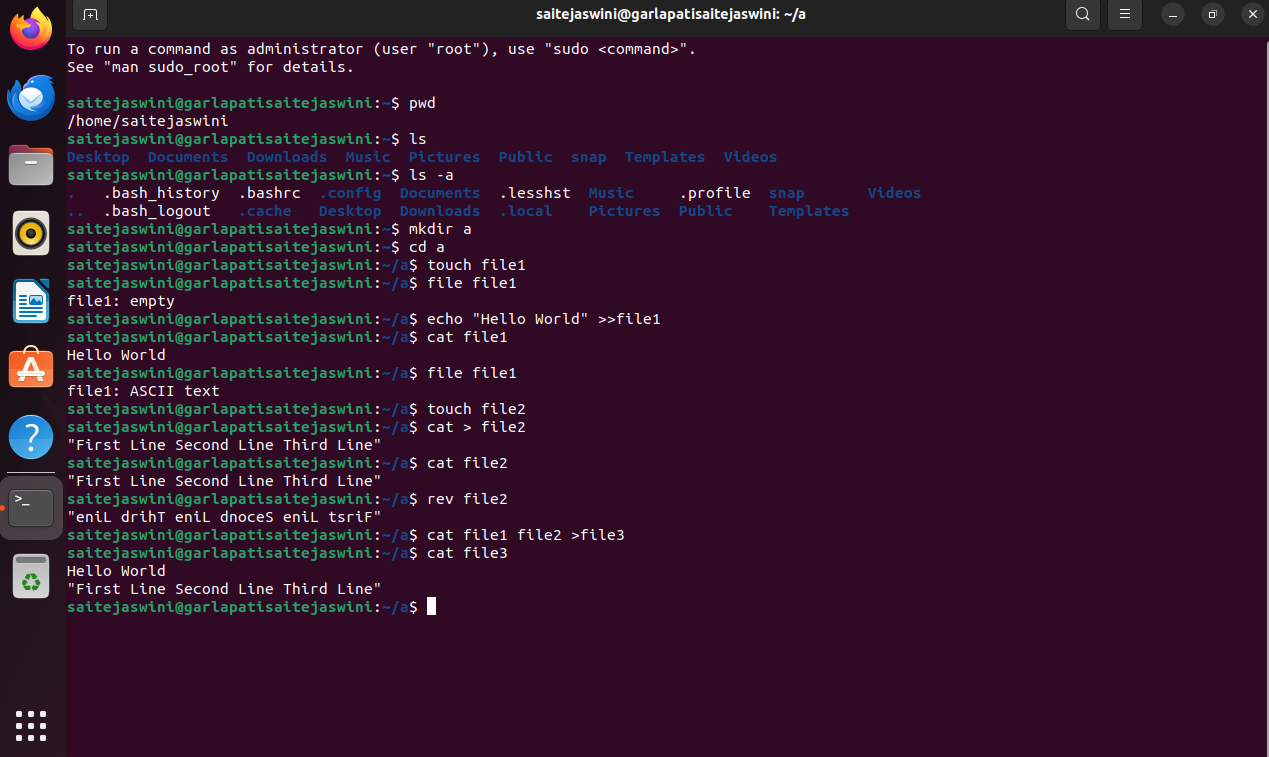 saitejaswini@garlapatisaitejaswini: ~/a
To run a command as administrator (user "root"), use "sudo <command>".
See "man sudo_root" for details.
saitejaswini@garlapatisaitejaswini:~$ pwd
/home/saitejaswini
saitejaswini@garlapatisaitejaswini:~$ ls
Desktop  Documents  Downloads  Music  Pictures  Public  snap  Templates  Videos
saitejaswini@garlapatisaitejaswini:~$ ls -a
.   .bash_history  .bashrc  .config  Documents  .lesshst  Music     .profile  snap       Videos
..  .bash_logout   .cache   Desktop  Downloads  .local    Pictures  Public    Templates
saitejaswini@garlapatisaitejaswini:~$ mkdir a
saitejaswini@garlapatisaitejaswini:~$ cd a
saitejaswini@garlapatisaitejaswini:~/a$ touch file1
saitejaswini@garlapatisaitejaswini:~/a$ file file1
file1: empty
saitejaswini@garlapatisaitejaswini:~/a$ echo "Hello World" >>file1
saitejaswini@garlapatisaitejaswini:~/a$ cat file1
Hello World
saitejaswini@garlapatisaitejaswini:~/a$ file file1
file1: ASCII text
saitejaswini@garlapatisaitejaswini:~/a$ touch file2
saitejaswini@garlapatisaitejaswini:~/a$ cat > file2
"First Line Second Line Third Line"
saitejaswini@garlapatisaitejaswini:~/a$ cat file2
"First Line Second Line Third Line"
saitejaswini@garlapatisaitejaswini:~/a$ rev file2
"eniL drihT eniL dnoceS eniL tsriF"
saitejaswini@garlapatisaitejaswini:~/a$ cat file1 file2 >file3
saitejaswini@garlapatisaitejaswini:~/a$ cat file3
Hello World
"First Line Second Line Third Line"
saitejaswini@garlapatisaitejaswini:~/a$